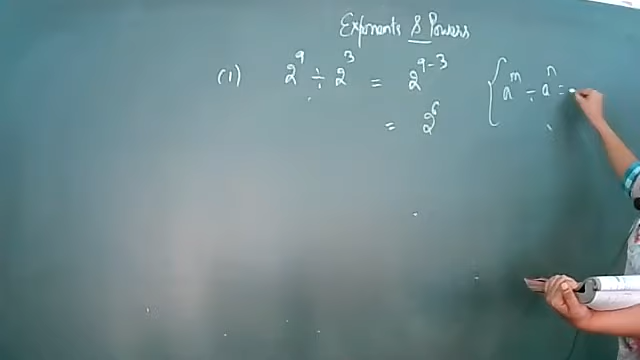 Exponents & Powers
(1) 2⁹ ÷ 2³ = 2⁹⁻³ { aᵐ ÷ aⁿ =
= 2⁶